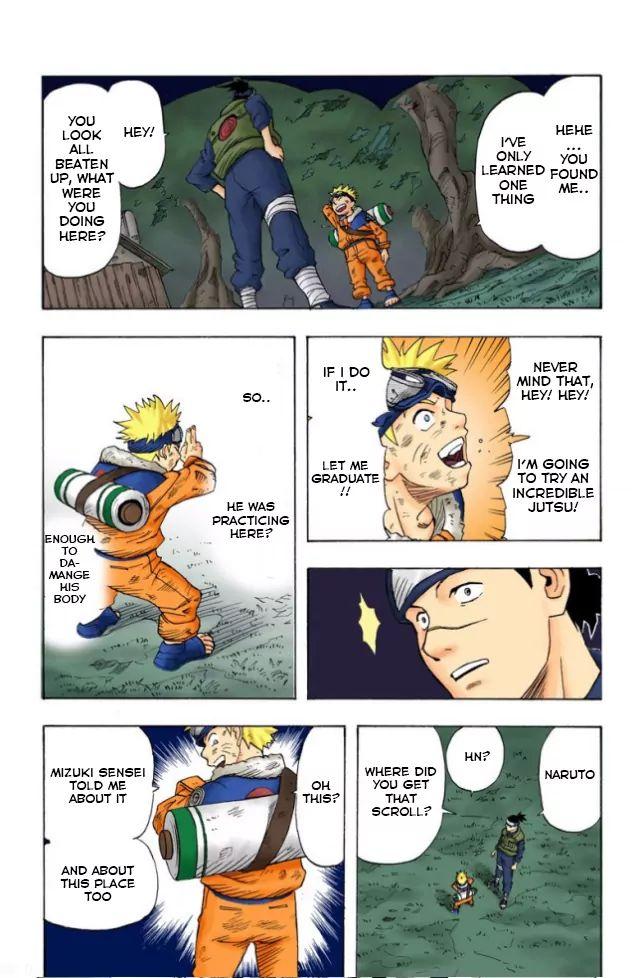 HEHE
...
YOU
FOUND
ME..
I'VE
ONLY
LEARNED
ONE
THING
HEY!
YOU
LOOK
ALL
BEATEN
UP, WHAT
WERE
YOU
DOING
HERE?
NEVER
MIND THAT,
HEY! HEY!
I'M GOING
TO TRY AN
INCREDIBLE
JUTSU!
IF I DO
IT..
LET ME
GRADUATE
!!
SO..
HE WAS
PRACTICING
HERE?
ENOUGH
TO
DA-
MANGE
HIS
BODY
NARUTO
HN?
WHERE DID
YOU GET
THAT
SCROLL?
OH
THIS?
MIZUKI SENSEI
TOLD ME
ABOUT IT
AND ABOUT
THIS PLACE
TOO